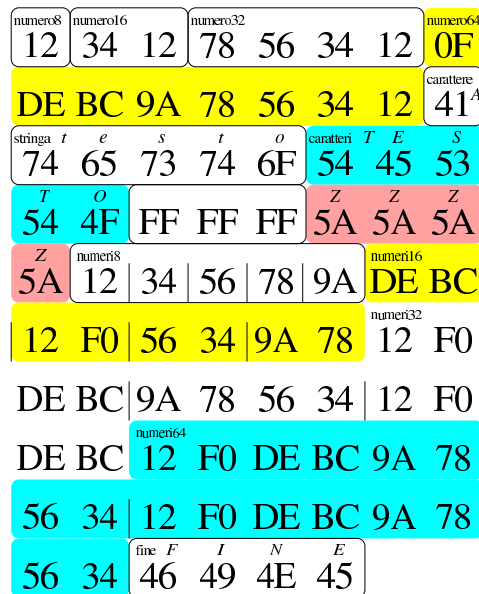 numero8 numero16 numero32 numero64
12 34 12 78 56 34 12 0F
carattere
DE BC 9A 78 56 34 12 41 A
stringa t e s t o caratteri T E S
74 65 73 74 6F 54 45 53
T O Z Z Z
54 4F FF FF FF 5A 5A 5A
Z numeri8 numeri16
5A 12 34 56 78 9A DE BC
numeri32
12 F0 56 34 9A 78 12 F0
DE BC 9A 78 56 34 12 F0
numeri64
DE BC 12 F0 DE BC 9A 78
56 34 12 F0 DE BC 9A 78
fine F I N E
56 34 46 49 4E 45